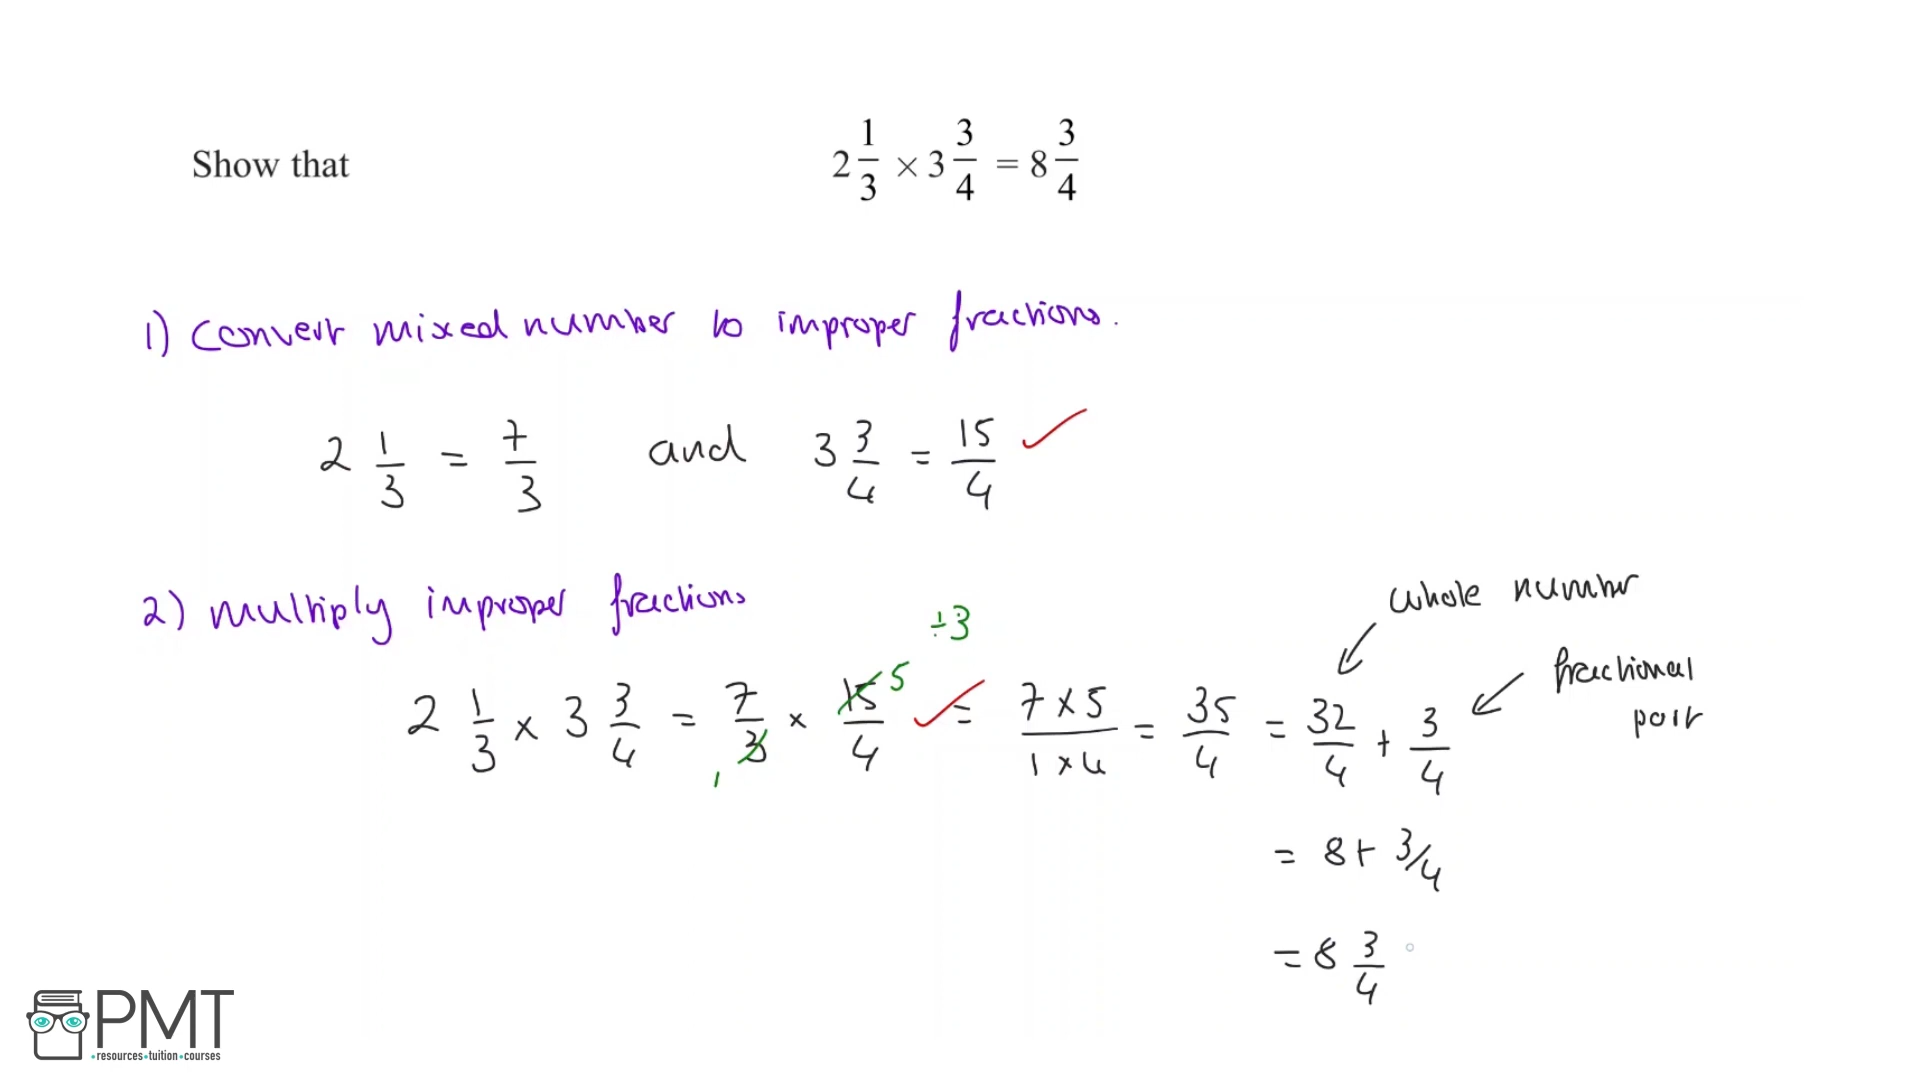 Show that 2 1/3 × 3 3/4 = 8 3/4
1) convert mixed number to improper fractions.
2 1/3 = 7/3 and 3 3/4 = 15/4 ✓
2) multiply improper fractions
÷3
whole number
fractional
part
2 1/3 × 3 3/4 = 7/3 1 × 15/4 5 ✓ = 7×5/1×4 = 35/4 = 32/4 + 3/4
= 8+ 3/4
= 8 3/4
PMT
•resources•tuition•courses